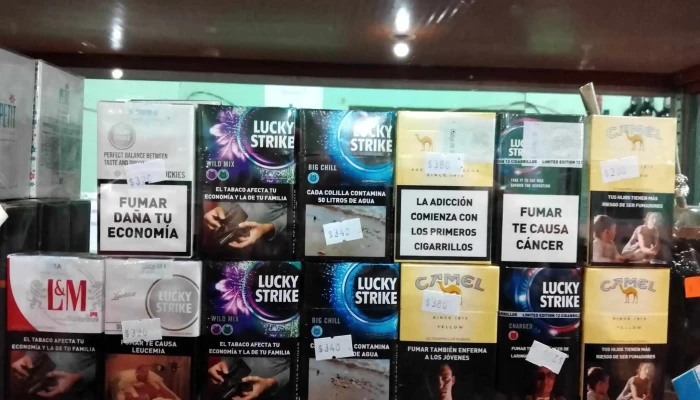 PERFECT BALANCE BETWEEN
TASTE AND
LUCKIES
FUMAR
DAÑA TU
ECONOMÍA
LUCKY
STRIKE
WILD MIX
EL TABACO AFECTA TU
ECONOMÍA Y LA DE TU FAMILIA
LUCKY
STRIKE
BIG CHILL
CADA COLILLA CONTAMINA
50 LITROS DE AGUA
$340
$380
LA ADICCIÓN
COMIENZA CON
LOS PRIMEROS
CIGARRILLOS
LUCKY
STRIKE
12 CIGARRILLOS LIMITED EDITION
FUMAR
TE CAUSA
CÁNCER
CAMEL
TUS HIJOS TIENEN MÁS
RIESGO DE SER FUMADORES
L&M
EL TABACO AFECTA TU
ECONOMÍA Y LA DE TU FAMILIA
LUCKY
STRIKE
FUMAR TE CAUSA
LEUCEMIA
LUCKY
STRIKE
WILD MIX
EL TABACO AFECTA TU
ECONOMÍA Y LA DE TU FAMILIA
LUCKY
STRIKE
BIG CHILL
$340
DE AGUA
CAMEL
$380
SINCE 1913
YELLOW
FUMAR TAMBIÉN ENFERMA
A LOS JÓVENES
LUCKY
STRIKE
CHARGED
FUMAR TE CAUSA
CAMEL
SINCE 1913
YELLOW
TUS HIJOS TIENEN MÁS
RIESGO DE SER FUMADORES